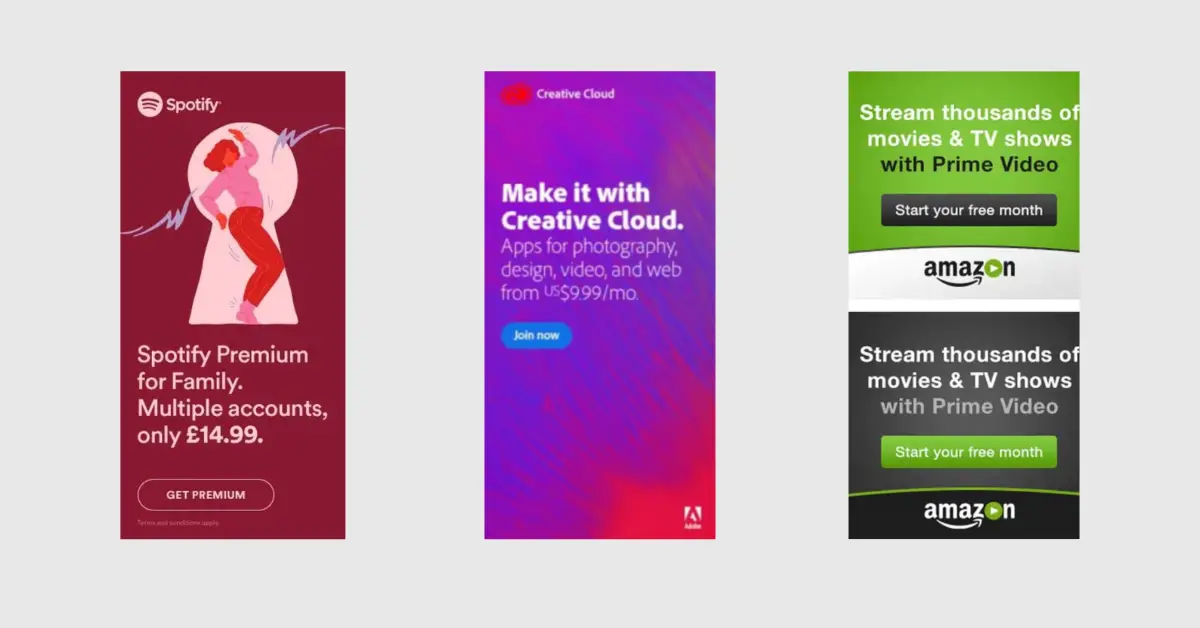 Spotify
Spotify Premium
for Family.
Multiple accounts,
only £14.99.
GET PREMIUM
Terms and conditions apply.
Creative Cloud
Make it with
Creative Cloud.
Apps for photography,
design, video, and web
from US$9.99/mo.
Join now
Adobe
Stream thousands of
movies & TV shows
with Prime Video
Start your free month
amazon
Stream thousands of
movies & TV shows
with Prime Video
Start your free month
amazon